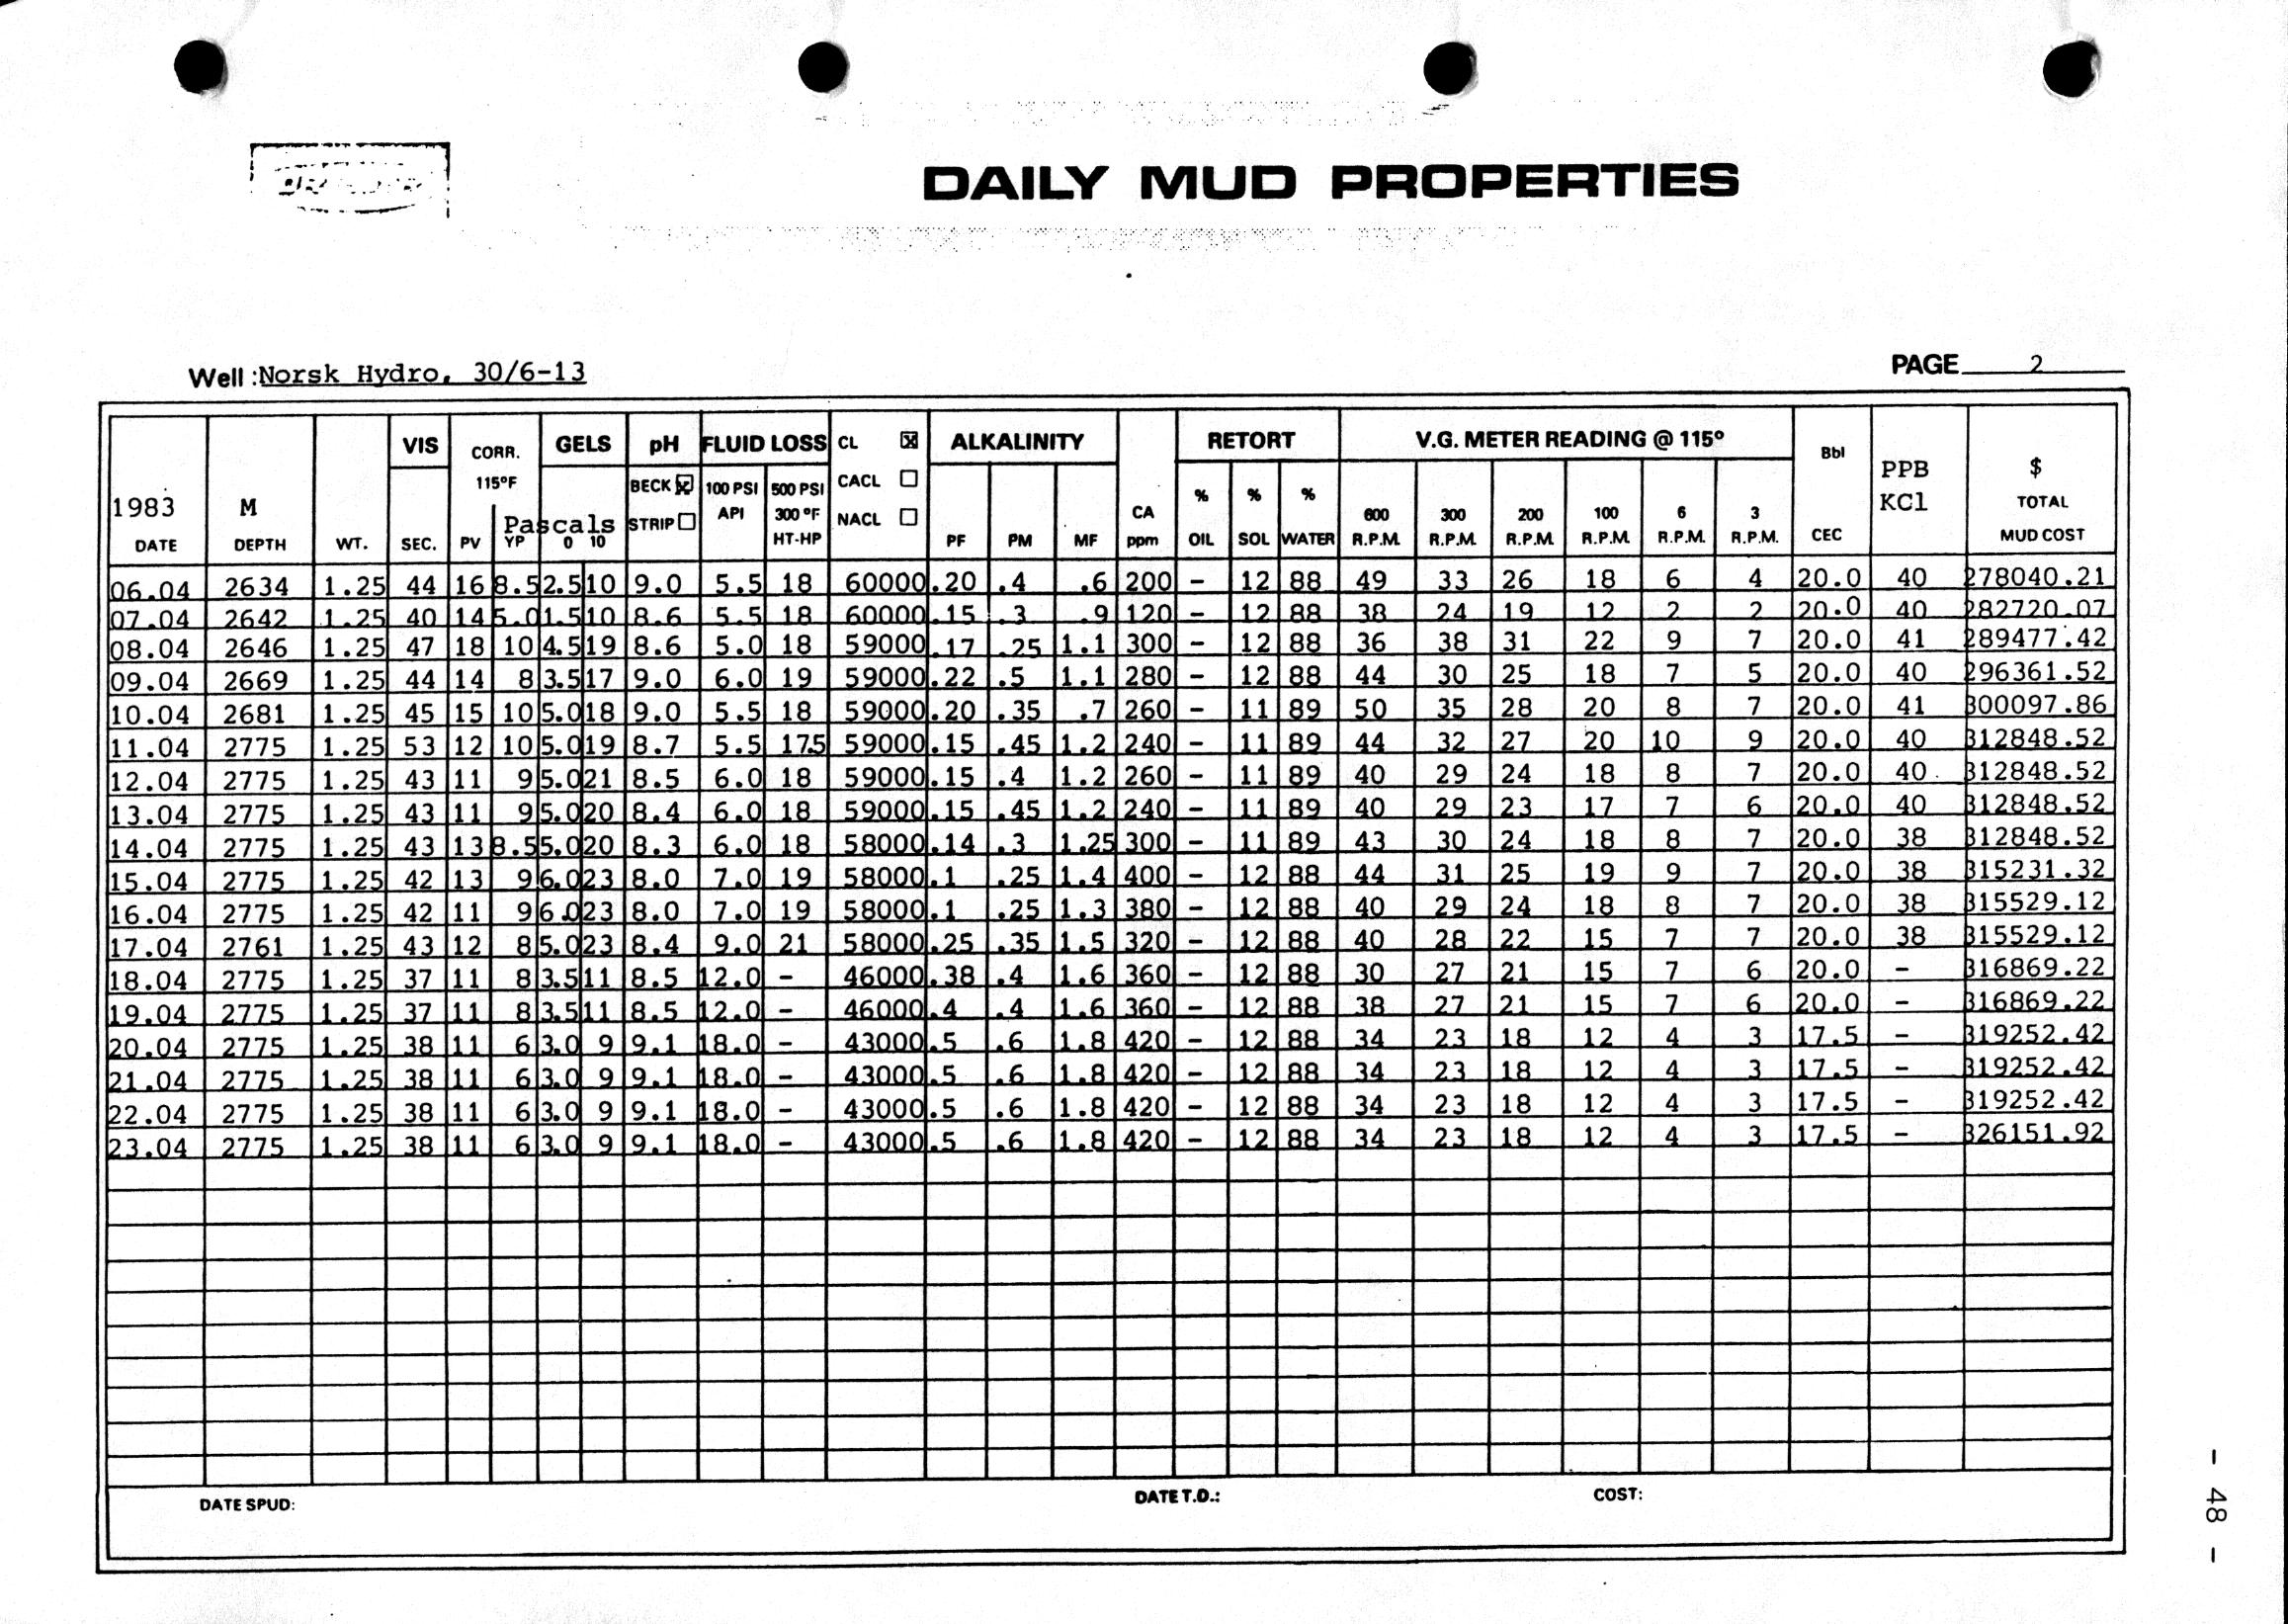 DAILY MUD PROPERTIES
Well : Norsk Hydro, 30/6-13 PAGE 2
VIS CORR. GELS pH FLUID LOSS CL ☒ ALKALINITY RETORT V.G. METER READING @ 115° Bbl PPB $
1983 M 115°F BECK ☒ 100 PSI 500 PSI CACL ☐ % % % KCl TOTAL
Pascals STRIP ☐ API 300 °F NACL ☐ CA 600 300 200 100 6 3
DATE DEPTH WT. SEC. PV YP 0 10 HT-HP PF PM MF ppm OIL SOL WATER R.P.M. R.P.M. R.P.M. R.P.M. R.P.M. R.P.M. CEC MUD COST
06.04 2634 1.25 44 16 8.5 2.5 10 9.0 5.5 18 60000 .20 .4 .6 200 - 12 88 49 33 26 18 6 4 20.0 40 278040.21
07.04 2642 1.25 40 14 5.0 1.5 10 8.6 5.5 18 60000 .15 .3 .9 120 - 12 88 38 24 19 12 2 2 20.0 40 282720.07
08.04 2646 1.25 47 18 10 4.5 19 8.6 5.0 18 59000 .17 .25 1.1 300 - 12 88 36 38 31 22 9 7 20.0 41 289477.42
09.04 2669 1.25 44 14 8 3.5 17 9.0 6.0 19 59000 .22 .5 1.1 280 - 12 88 44 30 25 18 7 5 20.0 40 296361.52
10.04 2681 1.25 45 15 10 5.0 18 9.0 5.5 18 59000 .20 .35 .7 260 - 11 89 50 35 28 20 8 7 20.0 41 300097.86
11.04 2775 1.25 53 12 10 5.0 19 8.7 5.5 17.5 59000 .15 .45 1.2 240 - 11 89 44 32 27 20 10 9 20.0 40 312848.52
12.04 2775 1.25 43 11 9 5.0 21 8.5 6.0 18 59000 .15 .4 1.2 260 - 11 89 40 29 24 18 8 7 20.0 40 312848.52
13.04 2775 1.25 43 11 9 5.0 20 8.4 6.0 18 59000 .15 .45 1.2 240 - 11 89 40 29 23 17 7 6 20.0 40 312848.52
14.04 2775 1.25 43 13 8.5 5.0 20 8.3 6.0 18 58000 .14 .3 1.25 300 - 11 89 43 30 24 18 8 7 20.0 38 312848.52
15.04 2775 1.25 42 13 9 6.0 23 8.0 7.0 19 58000 .1 .25 1.4 400 - 12 88 44 31 25 19 9 7 20.0 38 315231.32
16.04 2775 1.25 42 11 9 6.0 23 8.0 7.0 19 58000 .1 .25 1.3 380 - 12 88 40 29 24 18 8 7 20.0 38 315529.12
17.04 2761 1.25 43 12 8 5.0 23 8.4 9.0 21 58000 .25 .35 1.5 320 - 12 88 40 28 22 15 7 7 20.0 38 315529.12
18.04 2775 1.25 37 11 8 3.5 11 8.5 12.0 - 46000 .38 .4 1.6 360 - 12 88 30 27 21 15 7 6 20.0 - 316869.22
19.04 2775 1.25 37 11 8 3.5 11 8.5 12.0 - 46000 .4 .4 1.6 360 - 12 88 38 27 21 15 7 6 20.0 - 316869.22
20.04 2775 1.25 38 11 6 3.0 9 9.1 18.0 - 43000 .5 .6 1.8 420 - 12 88 34 23 18 12 4 3 17.5 - 319252.42
21.04 2775 1.25 38 11 6 3.0 9 9.1 18.0 - 43000 .5 .6 1.8 420 - 12 88 34 23 18 12 4 3 17.5 - 319252.42
22.04 2775 1.25 38 11 6 3.0 9 9.1 18.0 - 43000 .5 .6 1.8 420 - 12 88 34 23 18 12 4 3 17.5 - 319252.42
23.04 2775 1.25 38 11 6 3.0 9 9.1 18.0 - 43000 .5 .6 1.8 420 - 12 88 34 23 18 12 4 3 17.5 - 326151.92
DATE SPUD: DATE T.D.: COST:
- 48 -